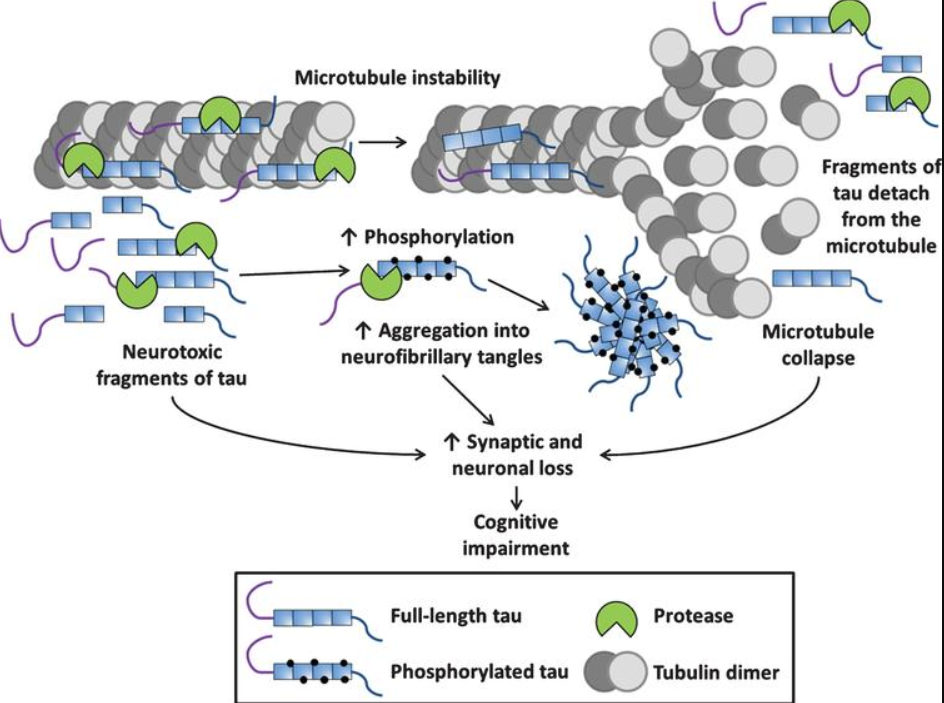 Microtubule instability
Fragments of
tau detach
from the
microtubule
↑ Phosphorylation
↑ Aggregation into
neurofibrillary tangles
Microtubule
collapse
Neurotoxic
fragments of tau
↑ Synaptic and
neuronal loss
Cognitive
impairment
Full-length tau
Protease
Phosphorylated tau
Tubulin dimer